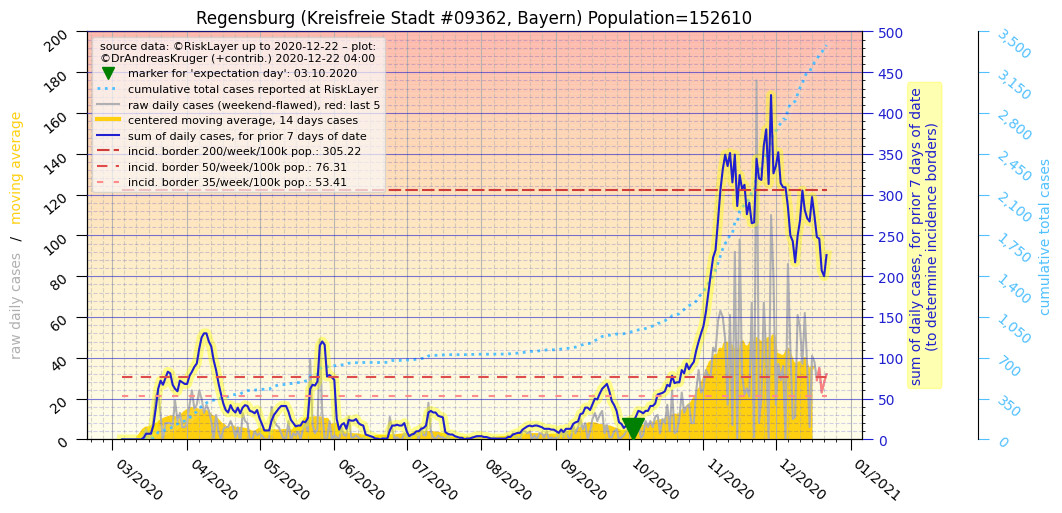 Regensburg (Kreisfreie Stadt #09362, Bayern) Population=152610
source data: ©RiskLayer up to 2020-12-22 – plot:
©DrAndreasKruger (+contrib.) 2020-12-22 04:00
marker for 'expectation day': 03.10.2020
cumulative total cases reported at RiskLayer
raw daily cases (weekend-flawed), red: last 5
centered moving average, 14 days cases
sum of daily cases, for prior 7 days of date
incid. border 200/week/100k pop.: 305.22
incid. border 50/week/100k pop.: 76.31
incid. border 35/week/100k pop.: 53.41
raw daily cases / moving average
200
180
160
140
120
100
80
60
40
20
0
03/2020
04/2020
05/2020
06/2020
07/2020
08/2020
09/2020
10/2020
11/2020
12/2020
01/2021
500
450
400
350
300
250
200
150
100
50
0
sum of daily cases, for prior 7 days of date
(to determine incidence borders)
3,500
3,150
2,800
2,450
2,100
1,750
1,400
1,050
700
350
0
cumulative total cases